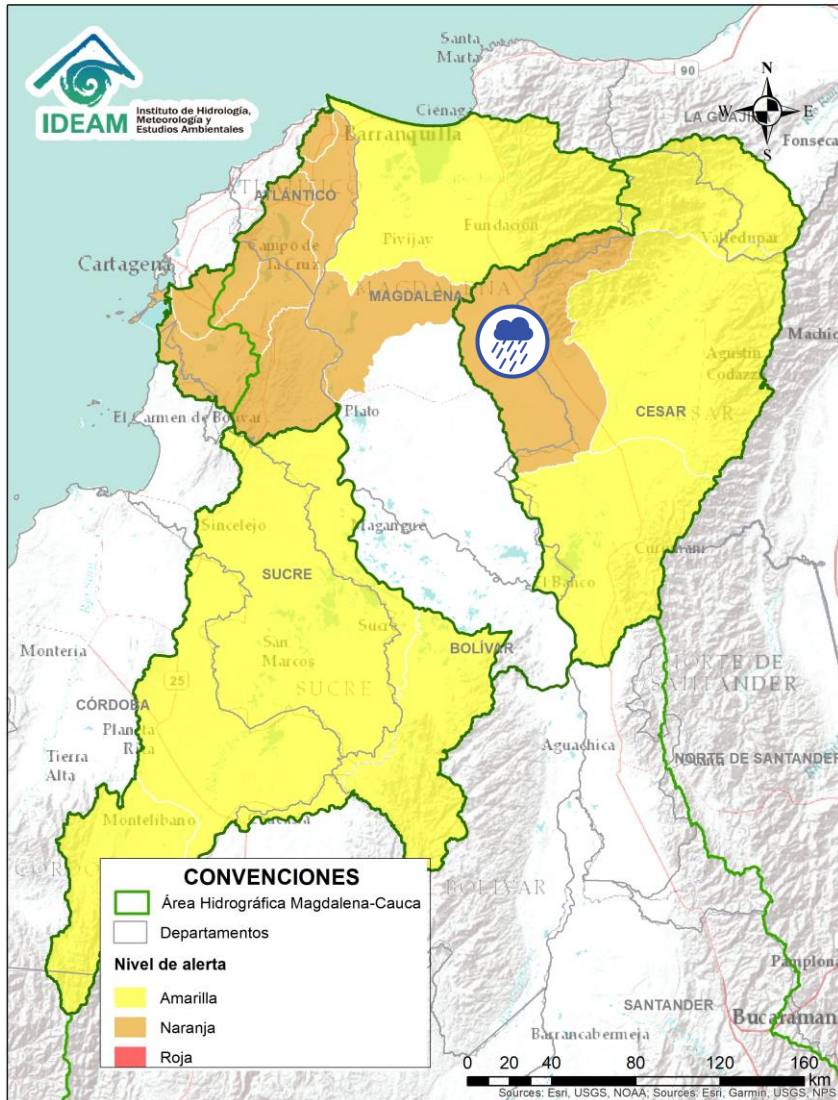 IDEAM
Instituto de Hidrología,
Meteorología y
Estudios Ambientales
Santa
Marta
90
N
W
E
S
Ciénaga
LA GUAJIRA
Fonseca
Barranquilla
ATLÁNTICO
Valledupar
Pivijay
Fundación
Cartagena
Campo de
la Cruz
MAGDALENA
Agustín
Codazzi
CESAR
El Carmen de Bolívar
Plato
Sincelejo
Magangue
Curumaní
SUCRE
El Banco
Sucre
San
Marcos
BOLÍVAR
Montería
25
SUCRE
NORTE DE
SANTANDER
CÓRDOBA
Planeta
Rica
Aguachica
Tierra
Alta
NORTE DE SANTANDER
Montelibano
BOLÍVAR
CONVENCIONES
Área Hidrográfica Magdalena-Cauca
Departamentos
Nivel de alerta
Amarilla
Naranja
Roja
Pamplona
SANTANDER
Bucaraman
Barrancabermeja
0 20 40 80 120 160
Km
Sources: Esri, USGS, NOAA; Sources: Esri, Garmin, USGS, NPS